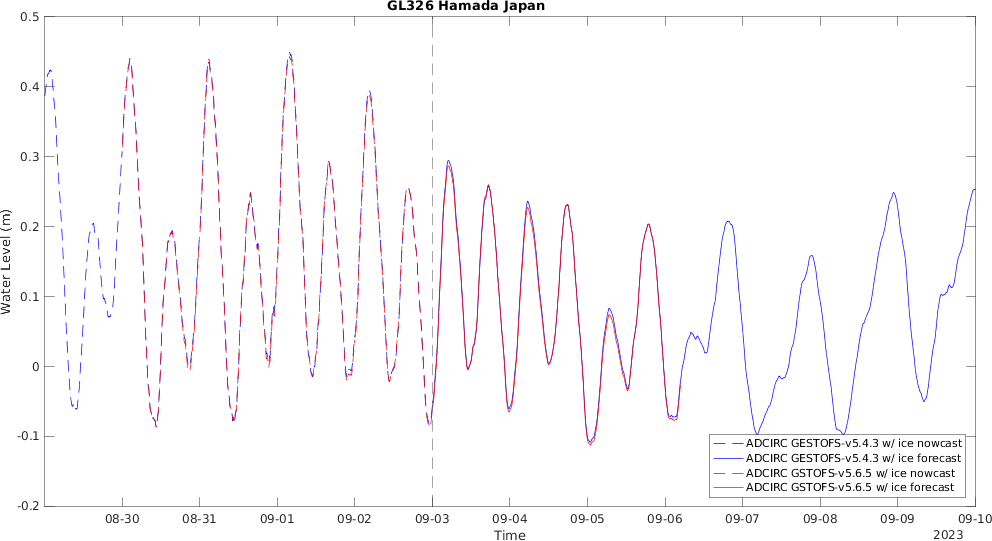 GL326 Hamada Japan
0.5
0.4
0.3
0.2
0.1
0
-0.1
-0.2
Water Level (m)
ADCIRC GESTOFS-v5.4.3 w/ ice nowcast
ADCIRC GESTOFS-v5.4.3 w/ ice forecast
ADCIRC GSTOFS-v5.6.5 w/ ice nowcast
ADCIRC GSTOFS-v5.6.5 w/ ice forecast
08-30 08-31 09-01 09-02 09-03 09-04 09-05 09-06 09-07 09-08 09-09 09-10
Time
2023